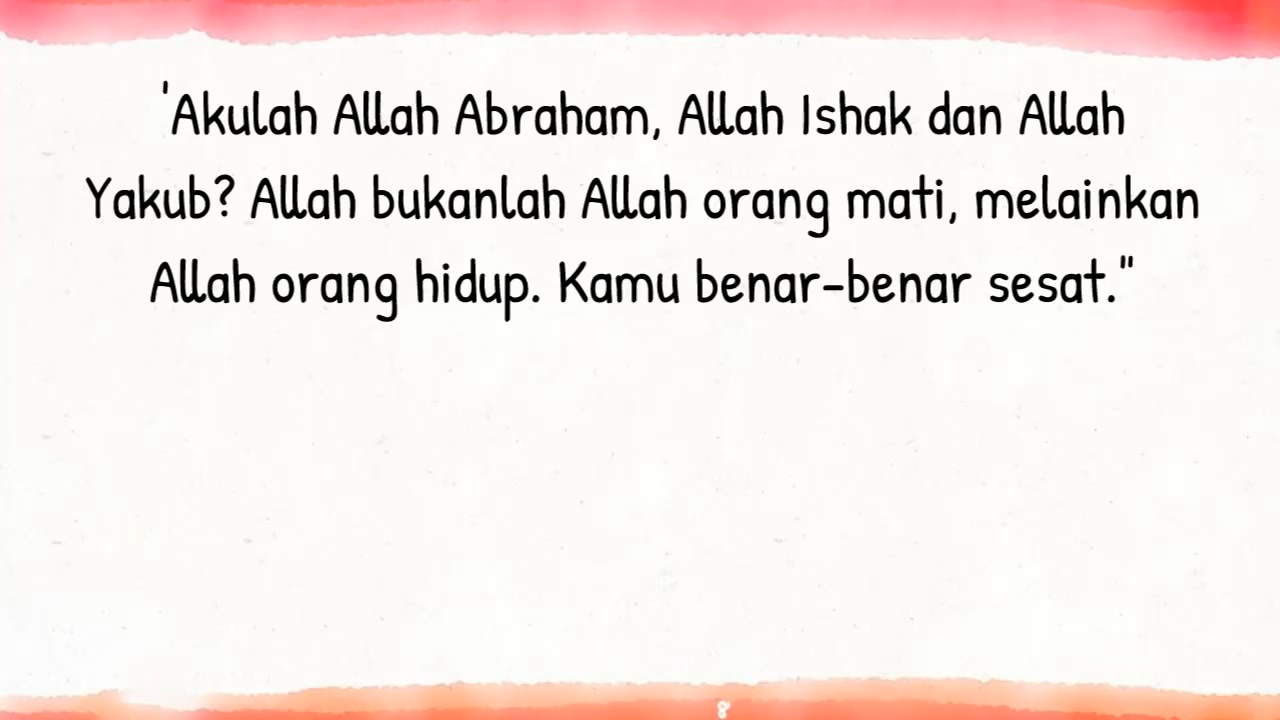 'Akulah Allah Abraham, Allah Ishak dan Allah
Yakub? Allah bukanlah Allah orang mati, melainkan
Allah orang hidup. Kamu benar-benar sesat."
8